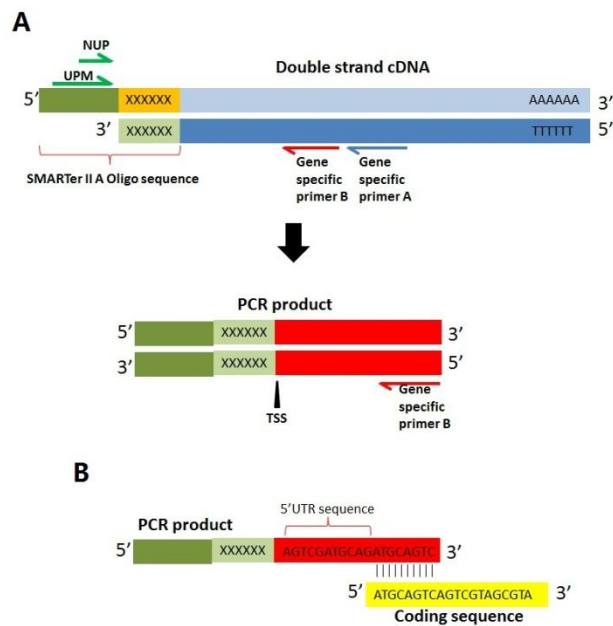 A
NUP
UPM
Double strand cDNA
5’ XXXXXX AAAAAA 3’
3’ XXXXXX TTTTTT 5’
SMARTer II A Oligo sequence
Gene
specific
primer B
Gene
specific
primer A
PCR product
5’ XXXXXX 3’
3’ XXXXXX 5’
TSS
Gene
specific
primer B
B
5’UTR sequence
PCR product
5’ XXXXXX AGTCGATGCAGATGCAGTC 3’
5’ ATGCAGTCAGTCGTAGCGTA 3’
Coding sequence